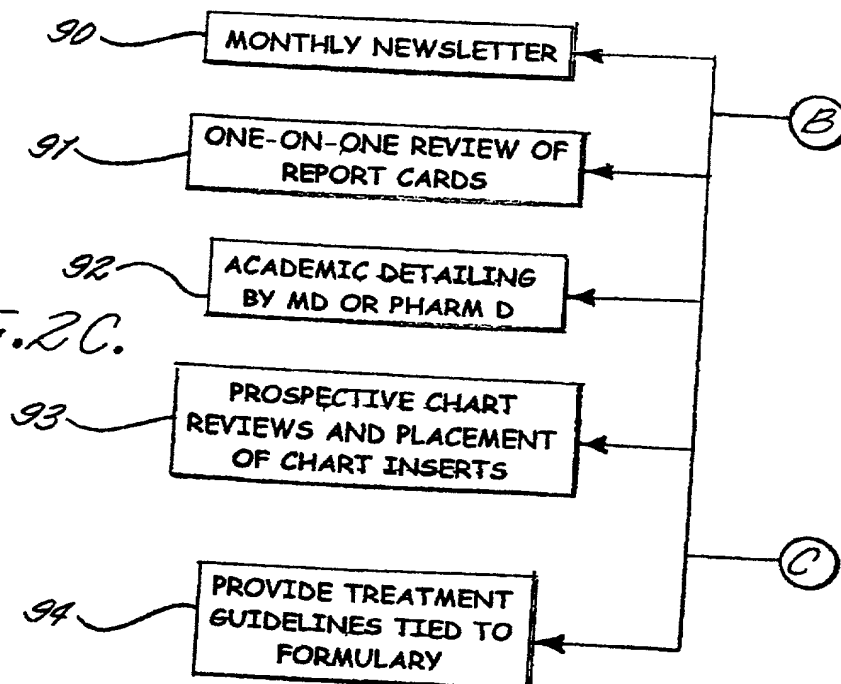 90
MONTHLY NEWSLETTER
B
91
ONE-ON-ONE REVIEW OF
REPORT CARDS
92
ACADEMIC DETAILING
BY MD OR PHARM D
.2C.
93
PROSPECTIVE CHART
REVIEWS AND PLACEMENT
OF CHART INSERTS
C
94
PROVIDE TREATMENT
GUIDELINES TIED TO
FORMULARY